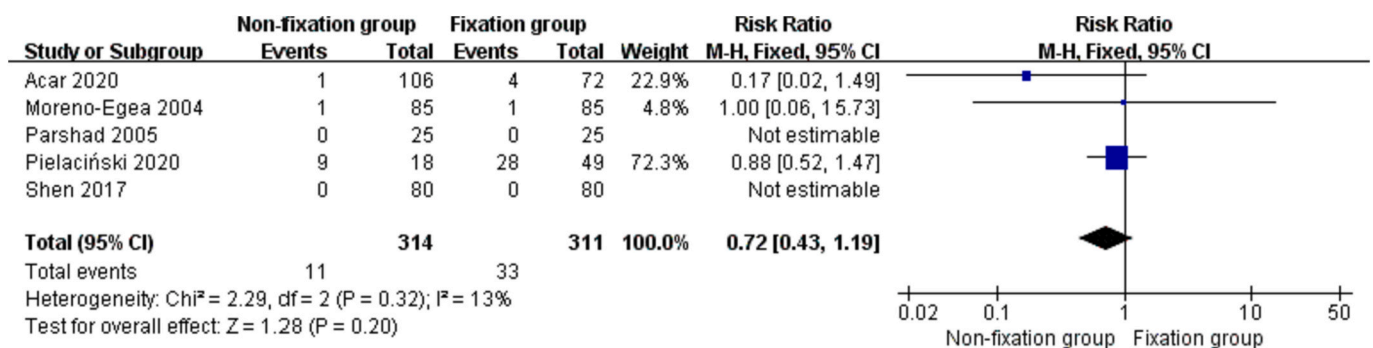 Non-fixation group Fixation group Risk Ratio Risk Ratio
Study or Subgroup Events Total Events Total Weight M-H, Fixed, 95% CI M-H, Fixed, 95% CI
Acar 2020 1 106 4 72 22.9% 0.17 [0.02, 1.49]
Moreno-Egea 2004 1 85 1 85 4.8% 1.00 [0.06, 15.73]
Parshad 2005 0 25 0 25 Not estimable
Pielaciński 2020 9 18 28 49 72.3% 0.88 [0.52, 1.47]
Shen 2017 0 80 0 80 Not estimable
Total (95% CI) 314 311 100.0% 0.72 [0.43, 1.19]
Total events 11 33
Heterogeneity: Chi² = 2.29, df = 2 (P = 0.32); I² = 13%
Test for overall effect: Z = 1.28 (P = 0.20)
0.02 0.1 1 10 50
Non-fixation group Fixation group